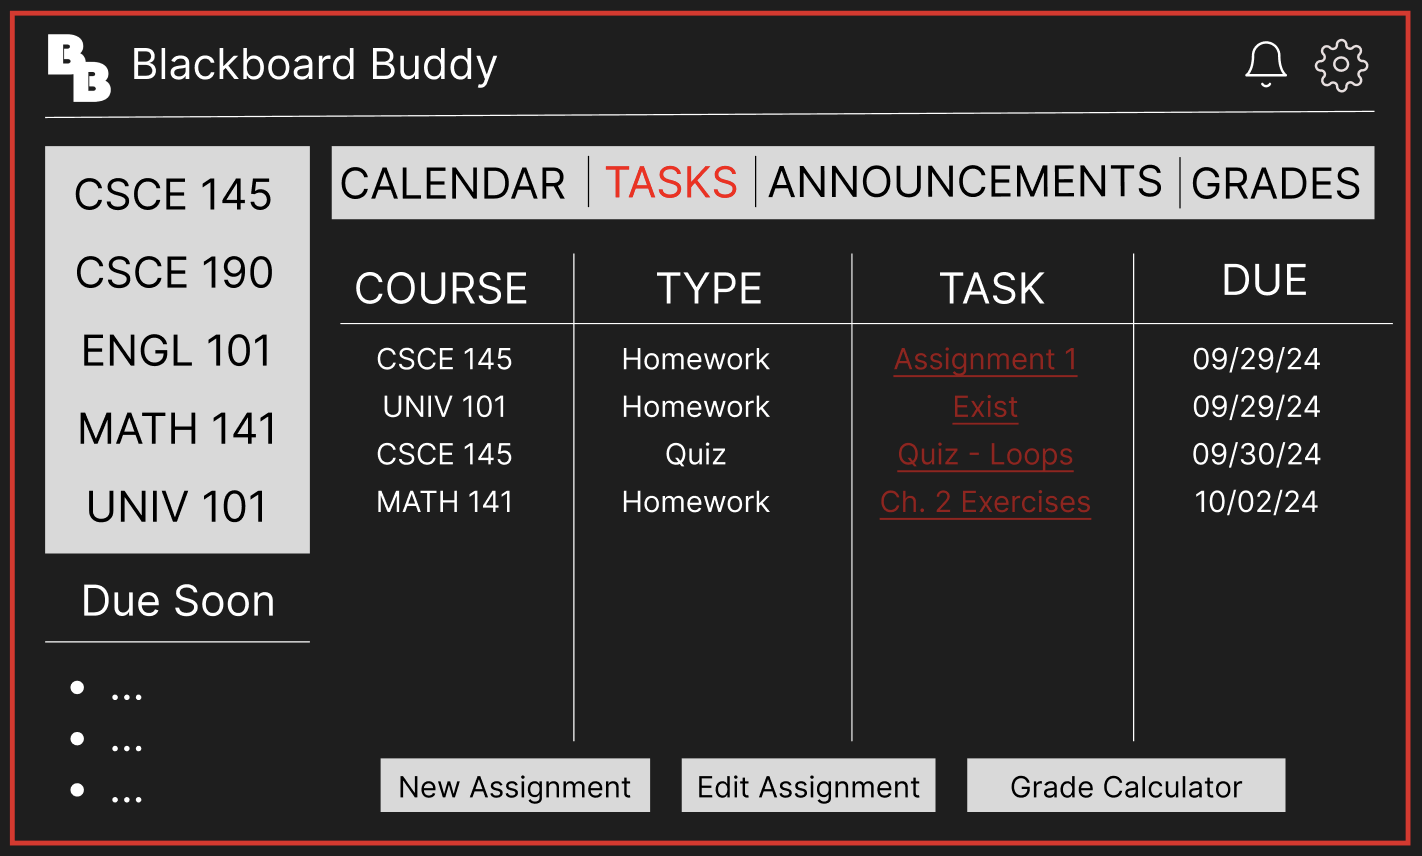 BB Blackboard Buddy
CSCE 145
CSCE 190
ENGL 101
MATH 141
UNIV 101
Due Soon
• ...
• ...
• ...
CALENDAR TASKS ANNOUNCEMENTS GRADES
COURSE TYPE TASK DUE
CSCE 145 Homework Assignment 1 09/29/24
UNIV 101 Homework Exist 09/29/24
CSCE 145 Quiz Quiz - Loops 09/30/24
MATH 141 Homework Ch. 2 Exercises 10/02/24
New Assignment Edit Assignment Grade Calculator